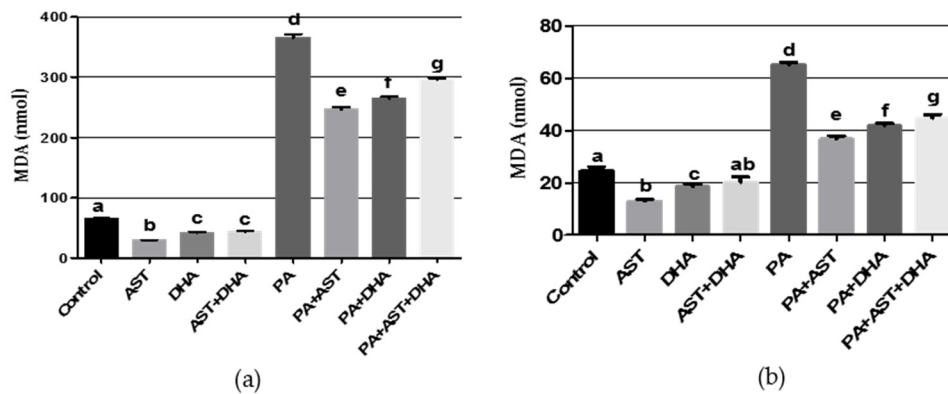 MDA (nmol)
400
300
200
100
0
a
b
c
c
d
e
f
g
Control
AST
DHA
AST+DHA
PA
PA+AST
PA+DHA
PA+AST+DHA
(a)
MDA (nmol)
80
60
40
20
0
a
b
c
ab
d
e
f
g
Control
AST
DHA
AST+DHA
PA
PA+AST
PA+DHA
PA+AST+DHA
(b)